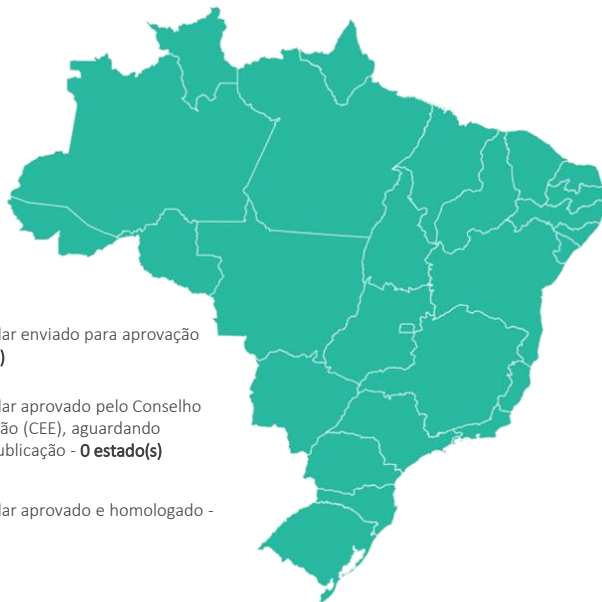 lar enviado para aprovação
)
lar aprovado pelo Conselho
ão (CEE), aguardando
ublicação - 0 estado(s)
lar aprovado e homologado -